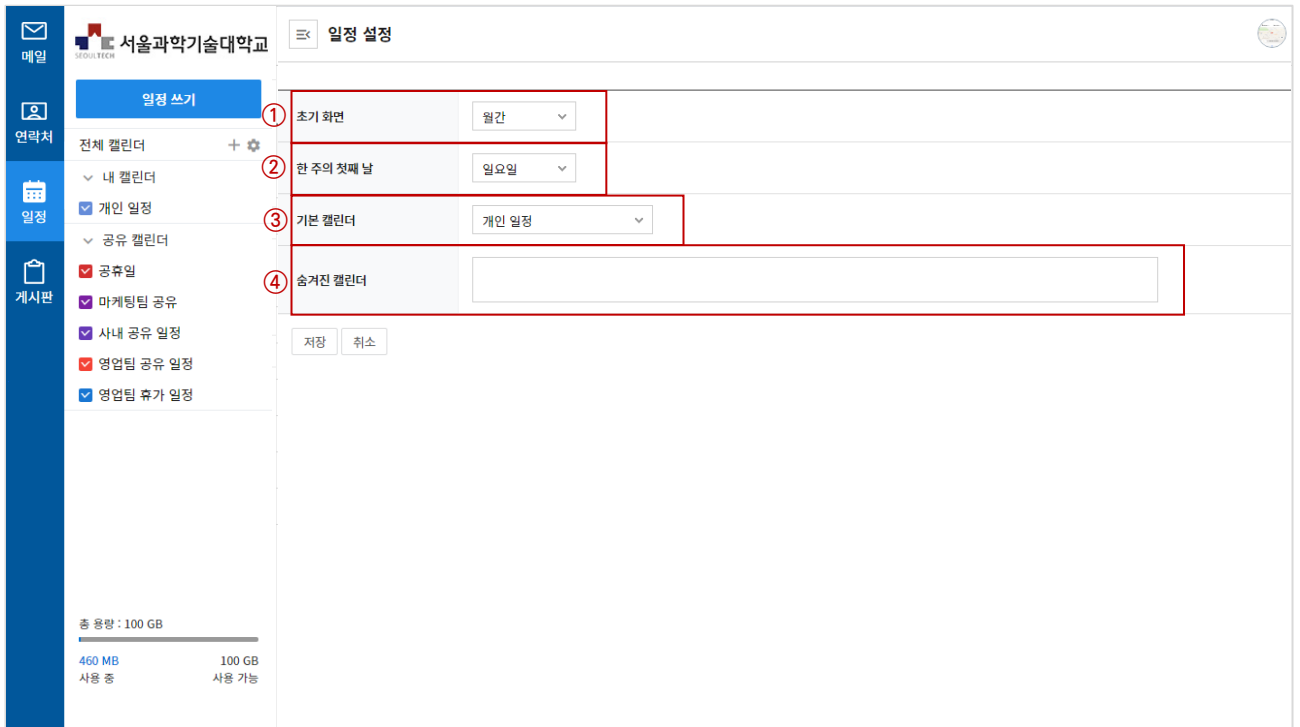 메일
연락처
일정
게시판
SEOULTECH 서울과학기술대학교
일정 쓰기
전체 캘린더
내 캘린더
개인 일정
공유 캘린더
공휴일
마케팅팀 공유
사내 공유 일정
영업팀 공유 일정
영업팀 휴가 일정
총 용량 : 100 GB
460 MB 100 GB
사용 중 사용 가능
일정 설정
① 초기 화면 월간
② 한 주의 첫째 날 일요일
③ 기본 캘린더 개인 일정
④ 숨겨진 캘린더
저장 취소